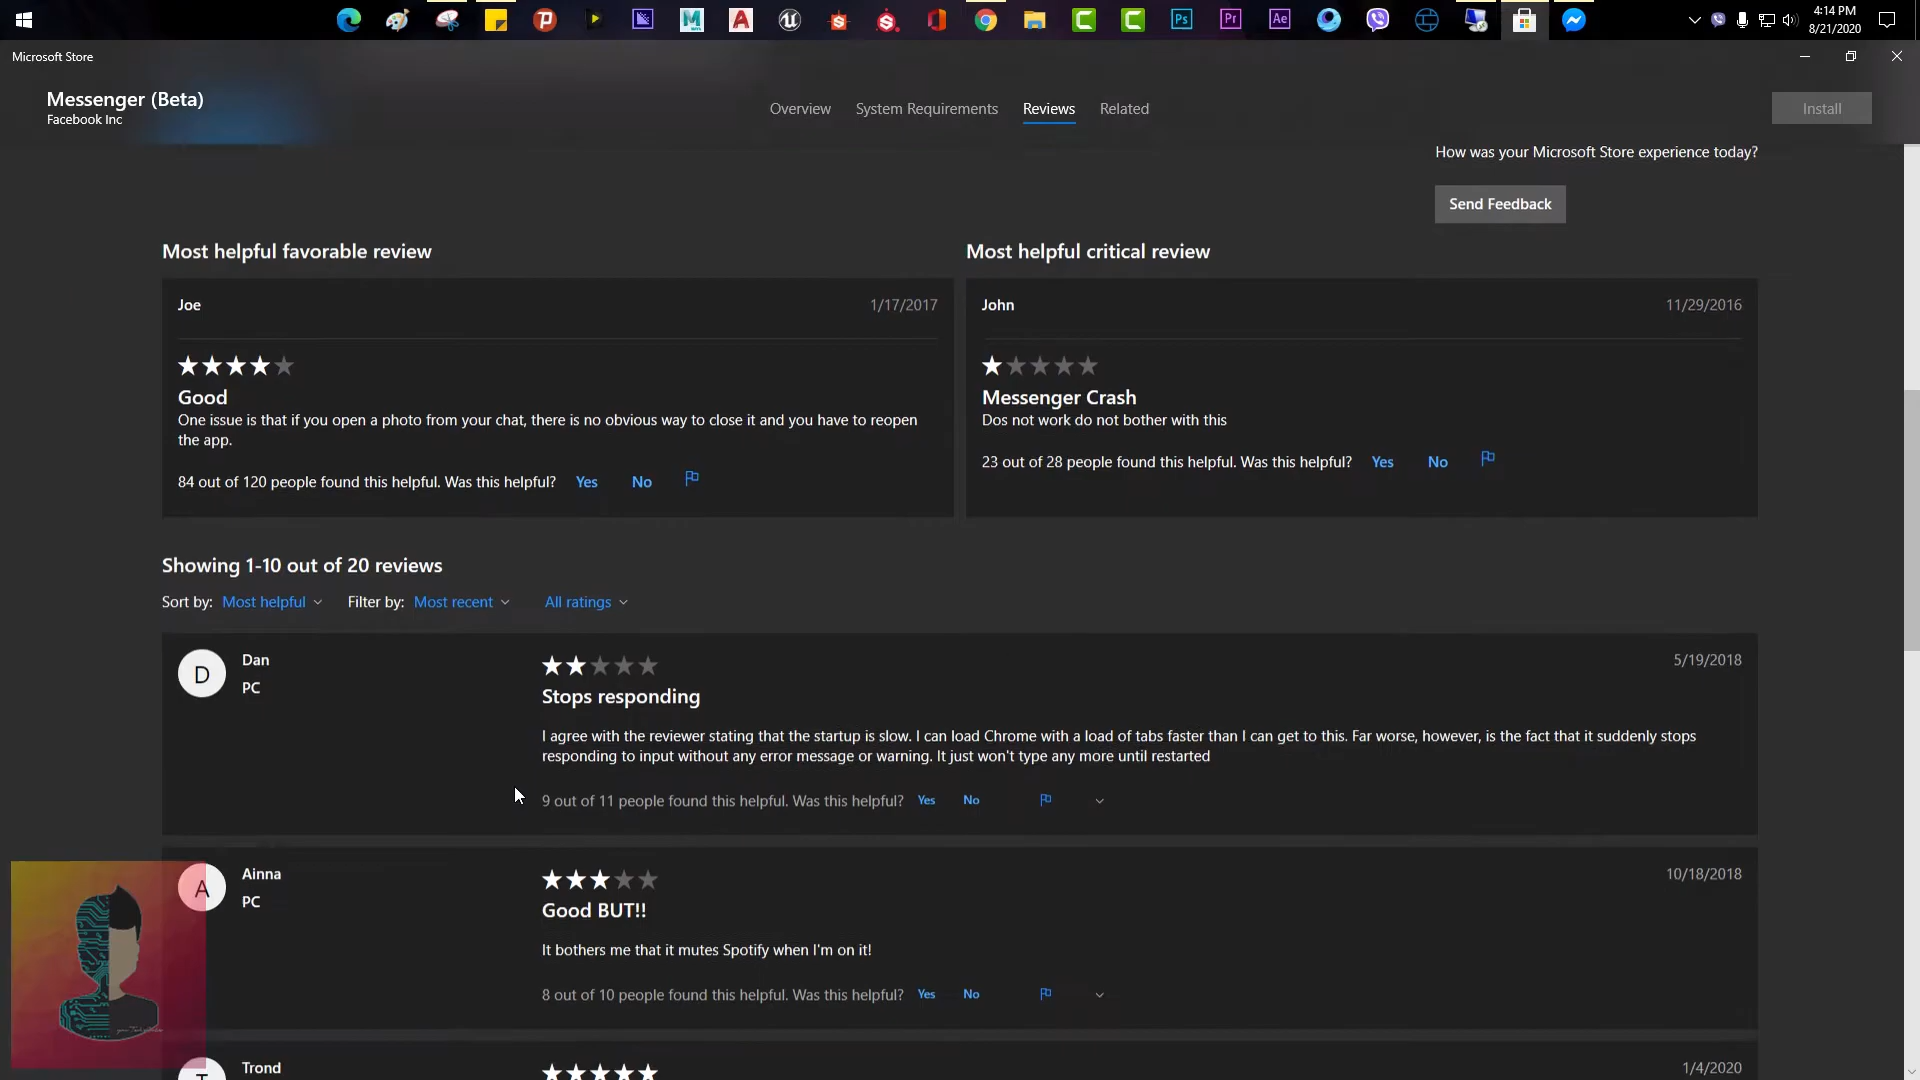 4:14 PM
8/21/2020
Microsoft Store
Messenger (Beta)
Facebook Inc
Overview System Requirements Reviews Related
Install
How was your Microsoft Store experience today?
Send Feedback
Most helpful favorable review
Joe 1/17/2017
Good
One issue is that if you open a photo from your chat, there is no obvious way to close it and you have to reopen
the app.
84 out of 120 people found this helpful. Was this helpful? Yes No
Most helpful critical review
John 11/29/2016
Messenger Crash
Dos not work do not bother with this
23 out of 28 people found this helpful. Was this helpful? Yes No
Showing 1-10 out of 20 reviews
Sort by: Most helpful Filter by: Most recent All ratings
D
Dan
PC
5/19/2018
Stops responding
I agree with the reviewer stating that the startup is slow. I can load Chrome with a load of tabs faster than I can get to this. Far worse, however, is the fact that it suddenly stops
responding to input without any error message or warning. It just won't type any more until restarted
9 out of 11 people found this helpful. Was this helpful? Yes No
A
Ainna
PC
10/18/2018
Good BUT!!
It bothers me that it mutes Spotify when I'm on it!
8 out of 10 people found this helpful. Was this helpful? Yes No
T
Trond 1/4/2020